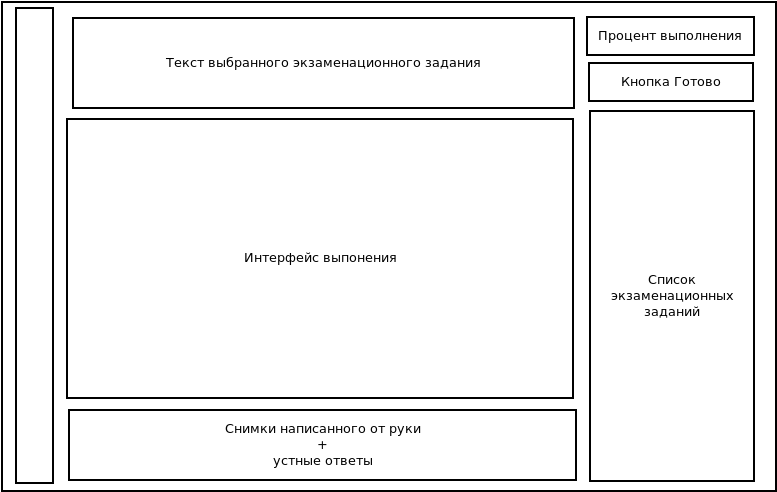 Текст выбранного экзаменационного задания
Процент выполнения
Кнопка Готово
Интерфейс выпонения
Список
экзаменационных
заданий
Снимки написанного от руки
+
устные ответы